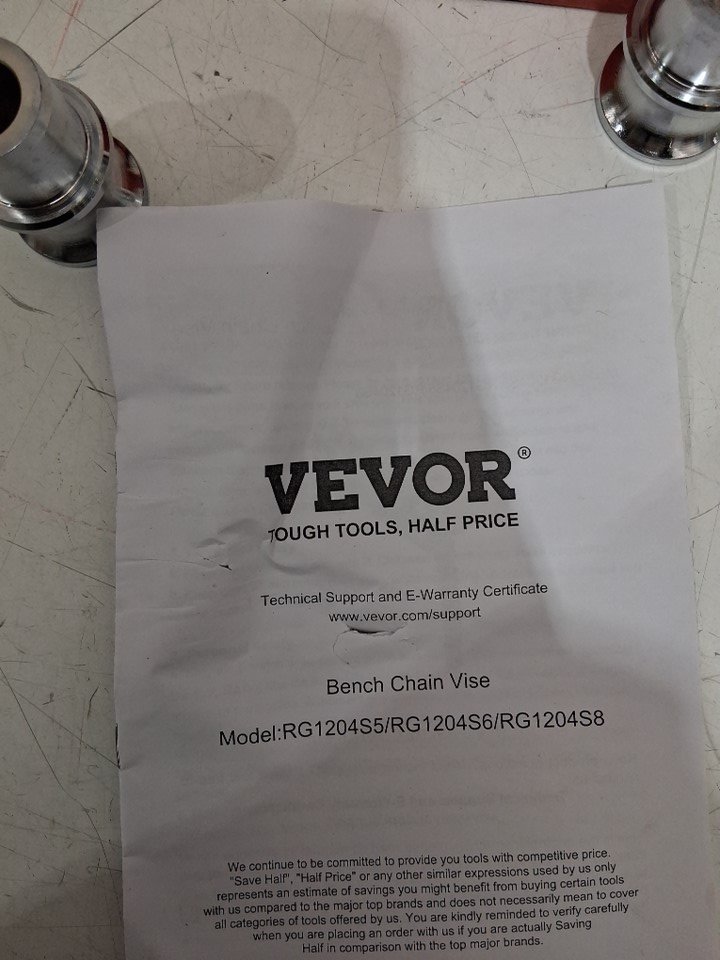 VEVOR®
TOUGH TOOLS, HALF PRICE
Technical Support and E-Warranty Certificate
www.vevor.com/support
Bench Chain Vise
Model:RG1204S5/RG1204S6/RG1204S8
We continue to be committed to provide you tools with competitive price.
"Save Half", "Half Price" or any other similar expressions used by us only
represents an estimate of savings you might benefit from buying certain tools
with us compared to the major top brands and does not necessarily mean to cover
all categories of tools offered by us. You are kindly reminded to verify carefully
when you are placing an order with us if you are actually Saving
Half in comparison with the top major brands.